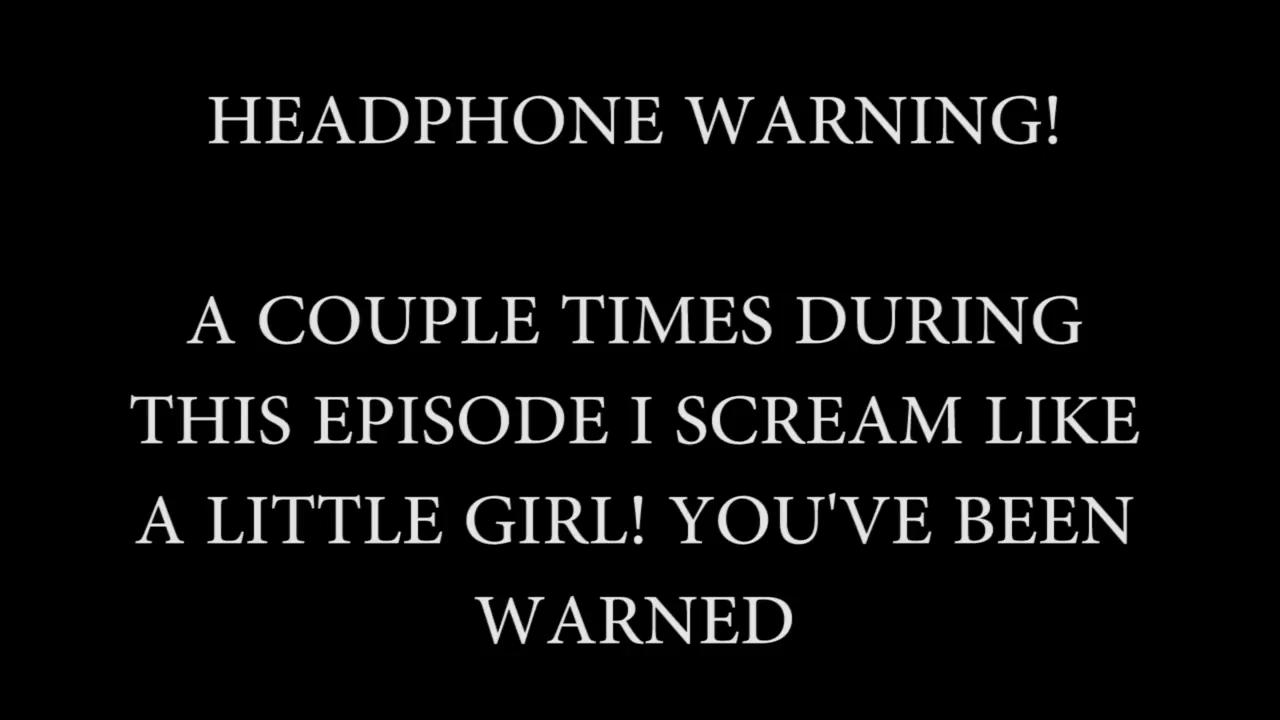 HEADPHONE WARNING!
A COUPLE TIMES DURING
THIS EPISODE I SCREAM LIKE
A LITTLE GIRL! YOU'VE BEEN
WARNED